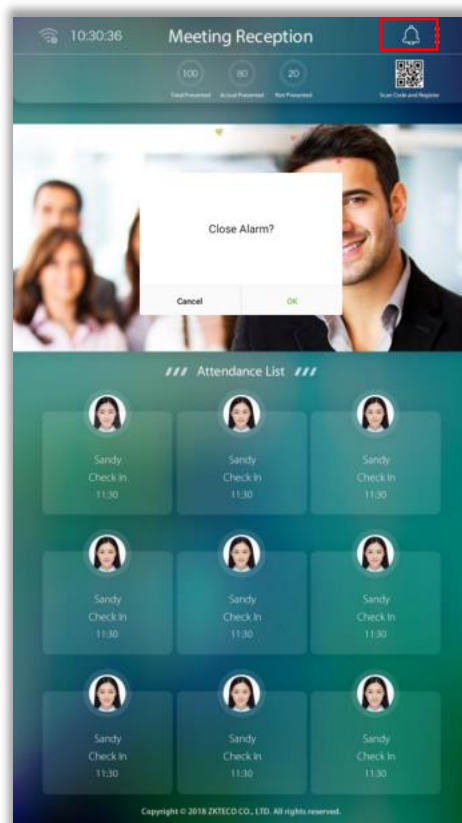 10:30:36 Meeting Reception
100 80 20
Total Presented Actual Presented Not Presented Scan Code and Register
Close Alarm?
Cancel OK
/// Attendance List ///
Sandy Sandy Sandy
Check In Check In Check In
11:30 11:30 11:30
Sandy Sandy Sandy
Check In Check In Check In
11:30 11:30 11:30
Sandy Sandy Sandy
Check In Check In Check In
11:30 11:30 11:30
Copyright © 2018 ZKTECO CO., LTD. All rights reserved.